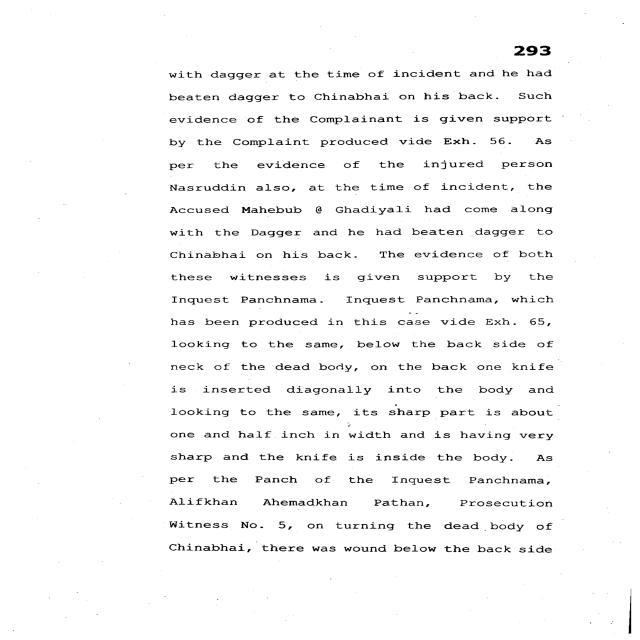 293
with dagger at the time of incident and he had
beaten dagger to Chinabhai on his back. Such
evidence of the Complainant is given support
by the Complaint produced vide Exh. 56. As
per the evidence of the injured person
Nasruddin also, at the time of incident, the
Accused Mahebub @ Ghadiyali had come along
with the Dagger and he had beaten dagger to
Chinabhai on his back. The evidence of both
these witnesses is given support by the
Inquest Panchnama. Inquest Panchnama, which
has been produced in this case vide Exh. 65,
looking to the same, below the back side of
neck of the dead body, on the back one knife
is inserted diagonally into the body and
looking to the same, its sharp part is about
one and half inch in width and is having very
sharp and the knife is inside the body. As
per the Panch of the Inquest Panchnama,
Alifkhan Ahemadkhan Pathan, Prosecution
Witness No. 5, on turning the dead body of
Chinabhai, there was wound below the back side